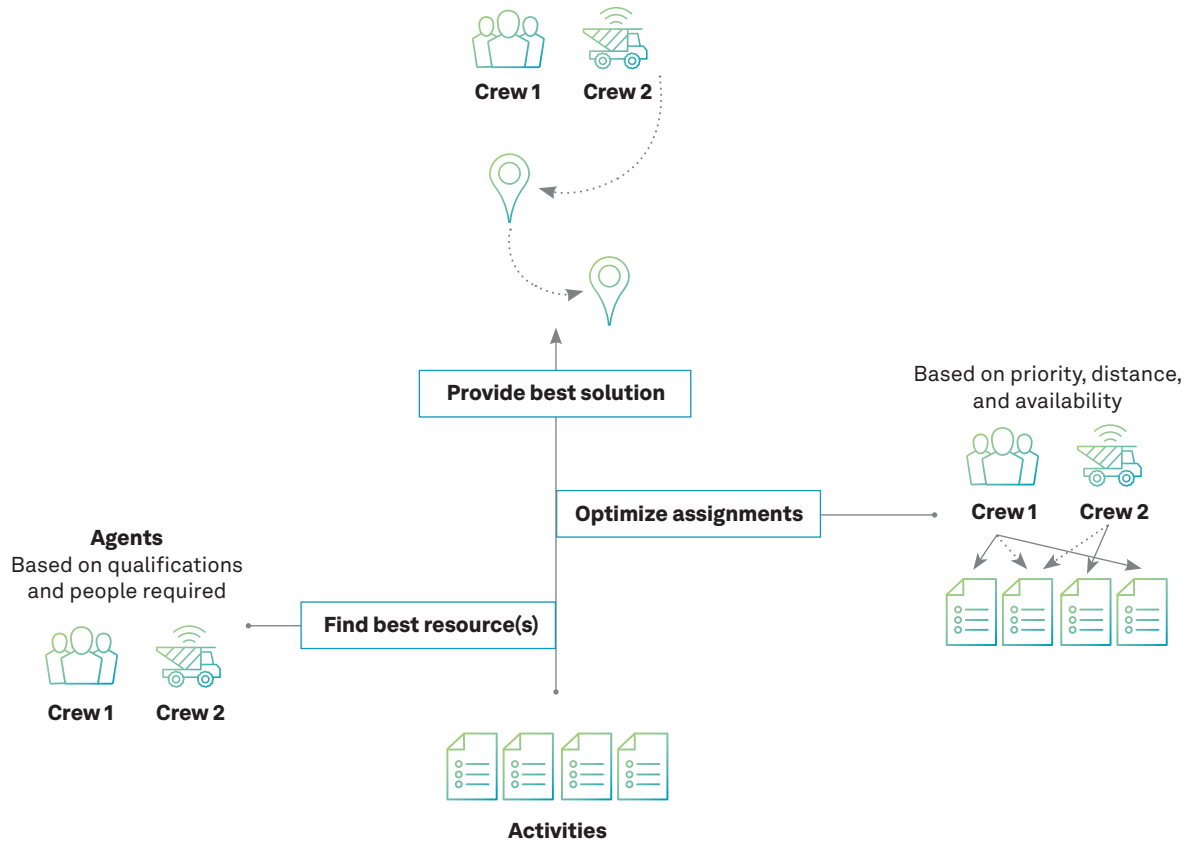 Crew 1
Crew 2
Provide best solution
Based on priority, distance,
and availability
Crew 1
Crew 2
Optimize assignments
Agents
Based on qualifications
and people required
Find best resource(s)
Crew 1
Crew 2
Activities